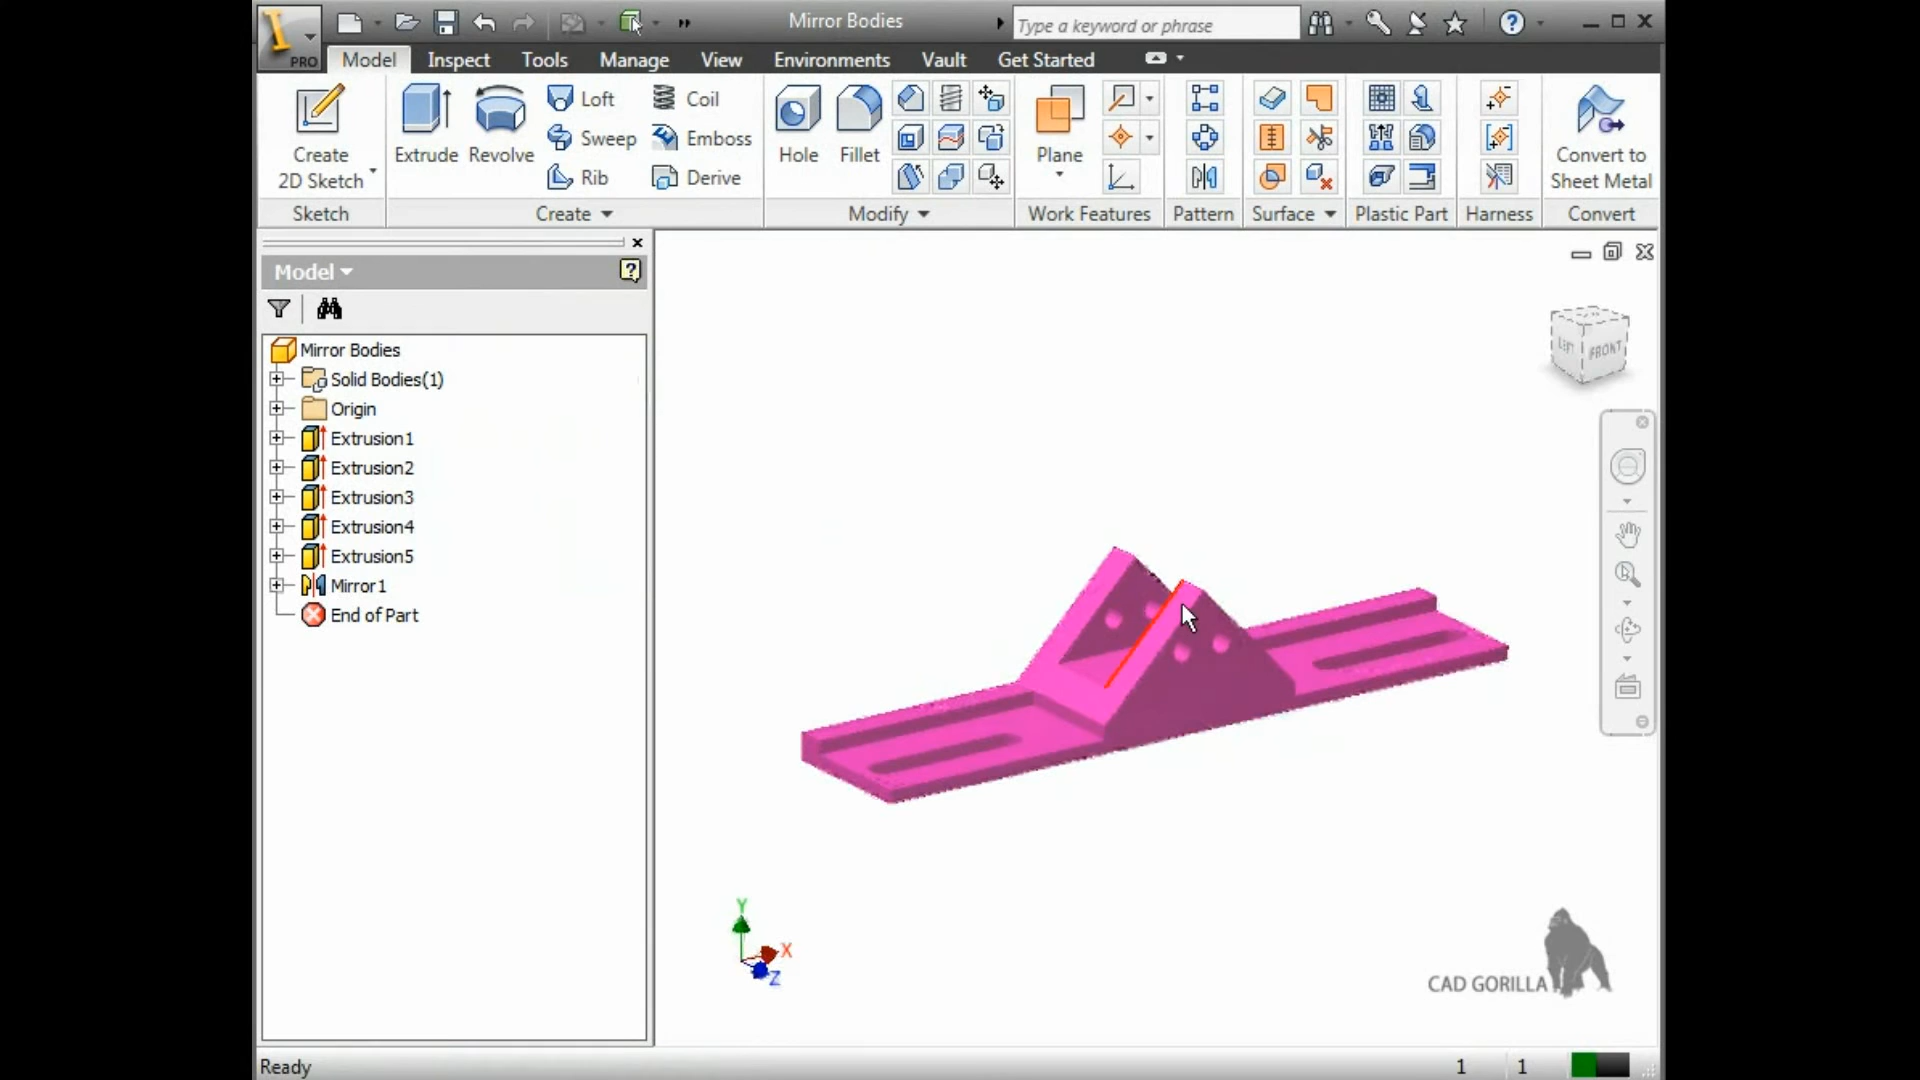 PRO
Mirror Bodies
Type a keyword or phrase
Model Inspect Tools Manage View Environments Vault Get Started
Create 2D Sketch
Extrude
Revolve
Loft
Sweep
Rib
Coil
Emboss
Derive
Hole
Fillet
Plane
Convert to Sheet Metal
Sketch Create Modify Work Features Pattern Surface Plastic Part Harness Convert
Model
Mirror Bodies
Solid Bodies(1)
Origin
Extrusion1
Extrusion2
Extrusion3
Extrusion4
Extrusion5
Mirror1
End of Part
LEFT FRONT
Y
X
Z
CAD GORILLA
Ready 1 1